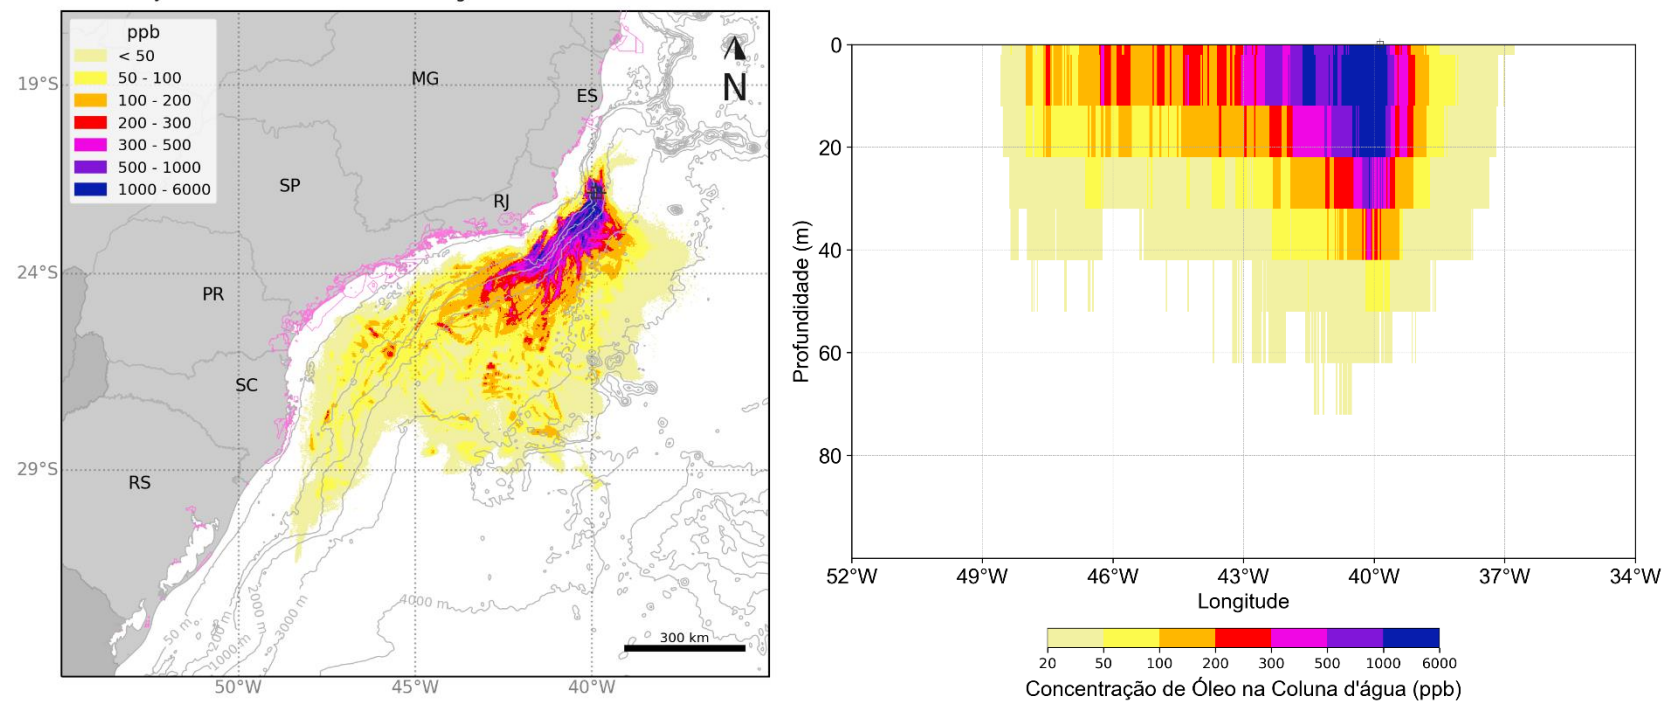 ppb
< 50
50 - 100
100 - 200
200 - 300
300 - 500
500 - 1000
1000 - 6000
N
MG
ES
SP
RJ
PR
SC
RS
19°S
24°S
29°S
50 m
200 m
1000 m
2000 m
3000 m
4000 m
300 km
50°W
45°W
40°W
0
20
40
60
80
Profundidade (m)
52°W
49°W
46°W
43°W
40°W
37°W
34°W
Longitude
20
50
100
200
300
500
1000
6000
Concentração de Óleo na Coluna d'água (ppb)